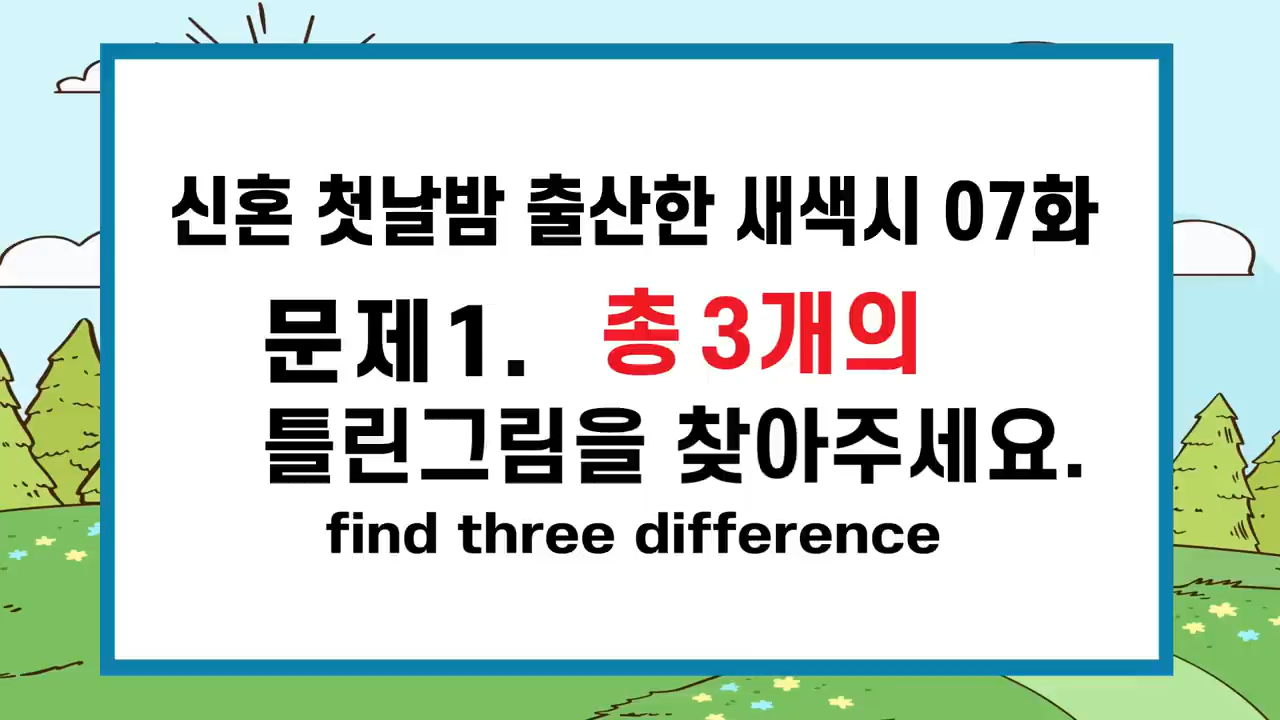 신혼 첫날밤 출산한 새색시 07화
문제1. 총 3개의
틀린그림을 찾아주세요.
find three difference